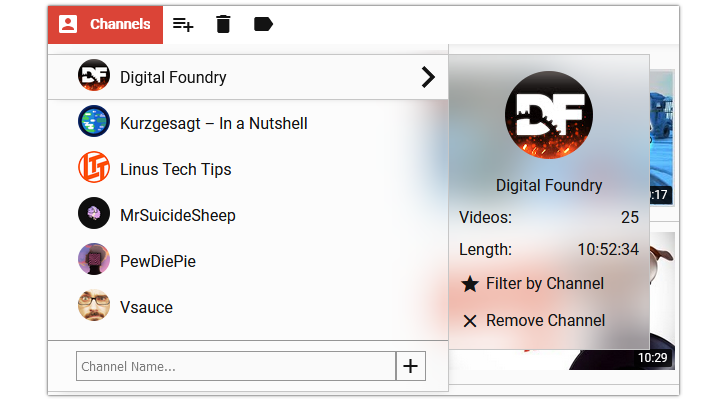 Channels
Digital Foundry
Kurzgesagt – In a Nutshell
Linus Tech Tips
MrSuicideSheep
PewDiePie
Vsauce
Channel Name...
DF
Digital Foundry
Videos: 25
Length: 10:52:34
Filter by Channel
Remove Channel
:17
10:29